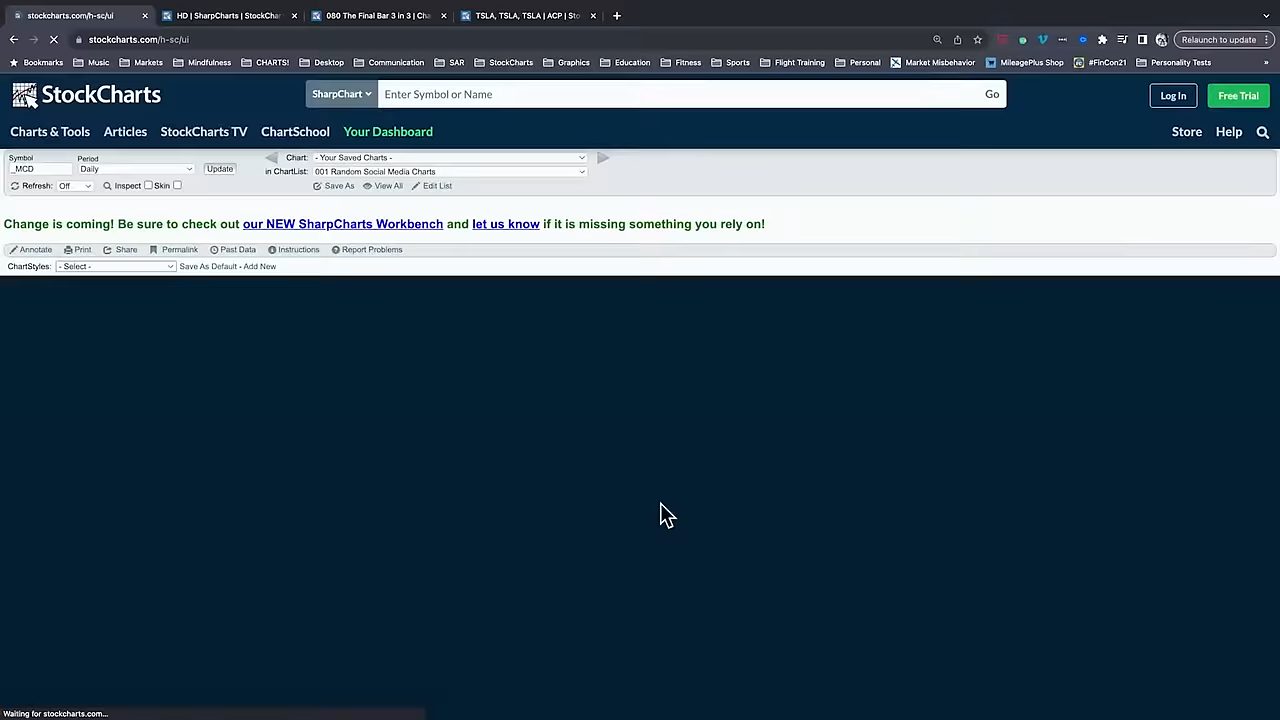 stockcharts.com/h-sc/ui
HD | SharpCharts | StockChar
080 The Final Bar 3 in 3 | Cha
TSLA, TSLA, TSLA | ACP | Sto
stockcharts.com/h-sc/ui
Relaunch to update
Bookmarks Music Markets Mindfulness CHARTS! Desktop Communication SAR StockCharts Graphics Education Fitness Sports Flight Training Personal Market Misbehavior MileagePlus Shop #FinCon21 Personality Tests »
StockCharts
SharpChart Enter Symbol or Name Go
Log In Free Trial
Charts & Tools Articles StockCharts TV ChartSchool Your Dashboard Store Help
Symbol Period Chart: - Your Saved Charts -
_MCD Daily Update in ChartList: 001 Random Social Media Charts
Refresh: Off Inspect Skin Save As View All Edit List
Change is coming! Be sure to check out our NEW SharpCharts Workbench and let us know if it is missing something you rely on!
Annotate Print Share Permalink Past Data Instructions Report Problems
ChartStyles: - Select - Save As Default - Add New
Waiting for stockcharts.com...